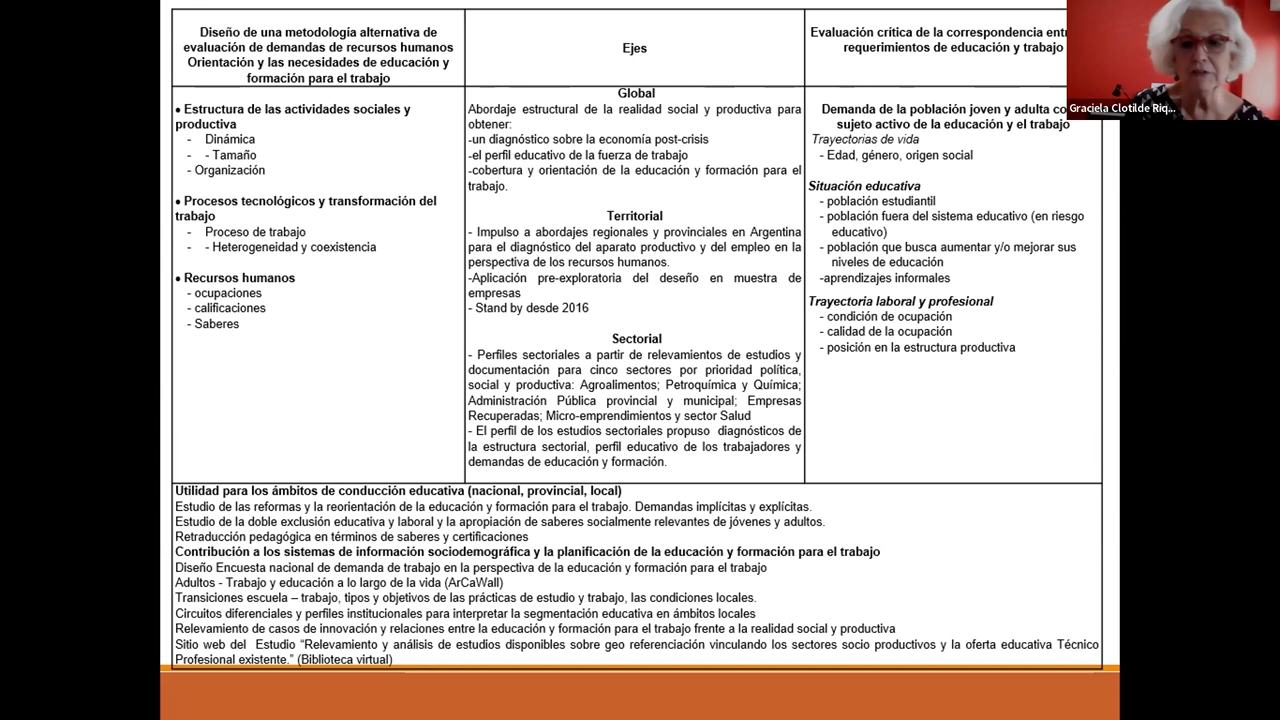 Diseño de una metodología alternativa de
evaluación de demandas de recursos humanos
Orientación y las necesidades de educación y
formación para el trabajo
Ejes
Evaluación crítica de la correspondencia
requerimientos de educación y trabajo
Graciela Clotilde Riq...
• Estructura de las actividades sociales y
productiva
- Dinámica
- - Tamaño
- Organización
• Procesos tecnológicos y transformación del
trabajo
- Proceso de trabajo
- - Heterogeneidad y coexistencia
• Recursos humanos
- ocupaciones
- calificaciones
- Saberes
Global
Abordaje estructural de la realidad social y productiva para
obtener:
-un diagnóstico sobre la economía post-crisis
-el perfil educativo de la fuerza de trabajo
-cobertura y orientación de la educación y formación para el
trabajo.
Territorial
- Impulso a abordajes regionales y provinciales en Argentina
para el diagnóstico del aparato productivo y del empleo en la
perspectiva de los recursos humanos.
-Aplicación pre-exploratoria del deseño en muestra de
empresas
- Stand by desde 2016
Sectorial
- Perfiles sectoriales a partir de relevamientos de estudios y
documentación para cinco sectores por prioridad política,
social y productiva: Agroalimentos; Petroquímica y Química;
Administración Pública provincial y municipal; Empresas
Recuperadas; Micro-emprendimientos y sector Salud
- El perfil de los estudios sectoriales propuso diagnósticos de
la estructura sectorial, perfil educativo de los trabajadores y
demandas de educación y formación.
Demanda de la población joven y adulta
sujeto activo de la educación y el trabajo
Trayectorias de vida
- Edad, género, origen social
Situación educativa
- población estudiantil
- población fuera del sistema educativo (en riesgo
educativo)
- población que busca aumentar y/o mejorar sus
niveles de educación
-aprendizajes informales
Trayectoria laboral y profesional
- condición de ocupación
- calidad de la ocupación
- posición en la estructura productiva
Utilidad para los ámbitos de conducción educativa (nacional, provincial, local)
Estudio de las reformas y la reorientación de la educación y formación para el trabajo. Demandas implícitas y explícitas.
Estudio de la doble exclusión educativa y laboral y la apropiación de saberes socialmente relevantes de jóvenes y adultos.
Retraducción pedagógica en términos de saberes y certificaciones
Contribución a los sistemas de información sociodemográfica y la planificación de la educación y formación para el trabajo
Diseño Encuesta nacional de demanda de trabajo en la perspectiva de la educación y formación para el trabajo
Adultos - Trabajo y educación a lo largo de la vida (ArCaWall)
Transiciones escuela – trabajo, tipos y objetivos de las prácticas de estudio y trabajo, las condiciones locales.
Circuitos diferenciales y perfiles institucionales para interpretar la segmentación educativa en ámbitos locales
Relevamiento de casos de innovación y relaciones entre la educación y formación para el trabajo frente a la realidad social y productiva
Sitio web del Estudio “Relevamiento y análisis de estudios disponibles sobre geo referenciación vinculando los sectores socio productivos y la oferta educativa Técnico
Profesional existente.” (Biblioteca virtual)